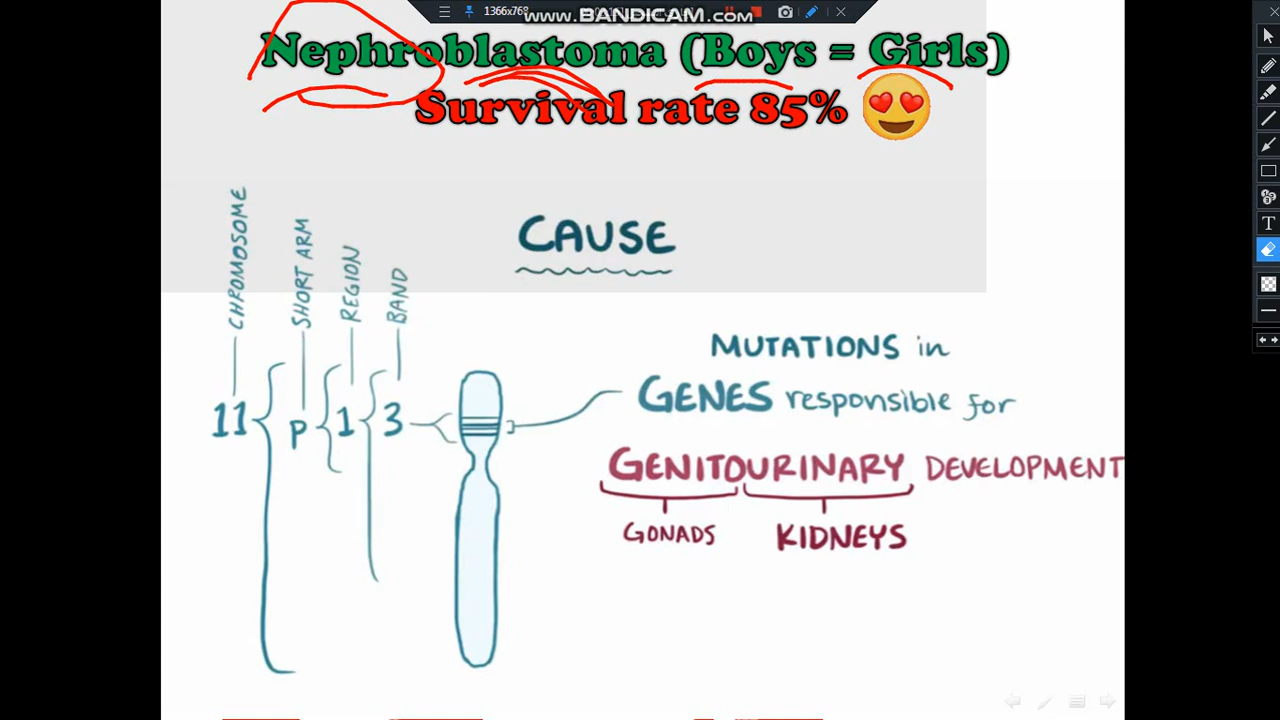 1366x768
www.BANDICAM.com
Nephroblastoma (Boys = Girls)
Survival rate 85%
CAUSE
CHROMOSOME
SHORT ARM
REGION
BAND
11 p 1 3
MUTATIONS in
GENES responsible for
GENITOURINARY DEVELOPMENT
GONADS KIDNEYS